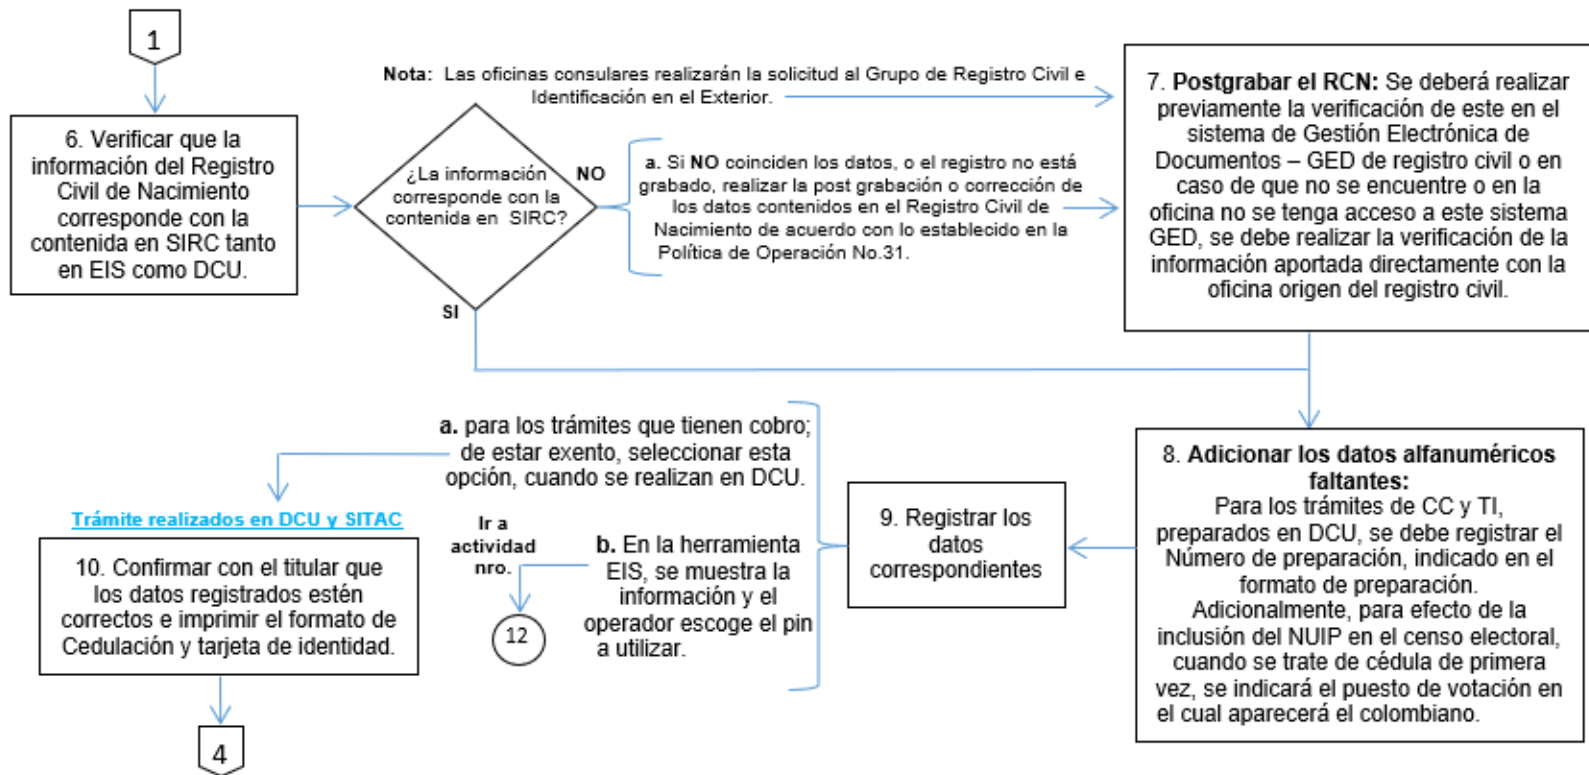 1
6. Verificar que la
información del Registro
Civil de Nacimiento
corresponde con la
contenida en SIRC tanto
en EIS como DCU.
¿La información
corresponde con la
contenida en SIRC?
NO
SI
Nota: Las oficinas consulares realizarán la solicitud al Grupo de Registro Civil e
Identificación en el Exterior.
a. Si NO coinciden los datos, o el registro no está
grabado, realizar la post grabación o corrección de
los datos contenidos en el Registro Civil de
Nacimiento de acuerdo con lo establecido en la
Política de Operación No.31.
7. Postgrabar el RCN: Se deberá realizar
previamente la verificación de este en el
sistema de Gestión Electrónica de
Documentos – GED de registro civil o en
caso de que no se encuentre o en la
oficina no se tenga acceso a este sistema
GED, se debe realizar la verificación de la
información aportada directamente con la
oficina origen del registro civil.
8. Adicionar los datos alfanuméricos
faltantes:
Para los trámites de CC y TI,
preparados en DCU, se debe registrar el
Número de preparación, indicado en el
formato de preparación.
Adicionalmente, para efecto de la
inclusión del NUIP en el censo electoral,
cuando se trate de cédula de primera
vez, se indicará el puesto de votación en
el cual aparecerá el colombiano.
9. Registrar los
datos
correspondientes
a. para los trámites que tienen cobro;
de estar exento, seleccionar esta
opción, cuando se realizan en DCU.
b. En la herramienta
EIS, se muestra la
información y el
operador escoge el pin
a utilizar.
Ir a
actividad
nro.
12
Trámite realizados en DCU y SITAC
10. Confirmar con el titular que
los datos registrados estén
correctos e imprimir el formato de
Cedulación y tarjeta de identidad.
4